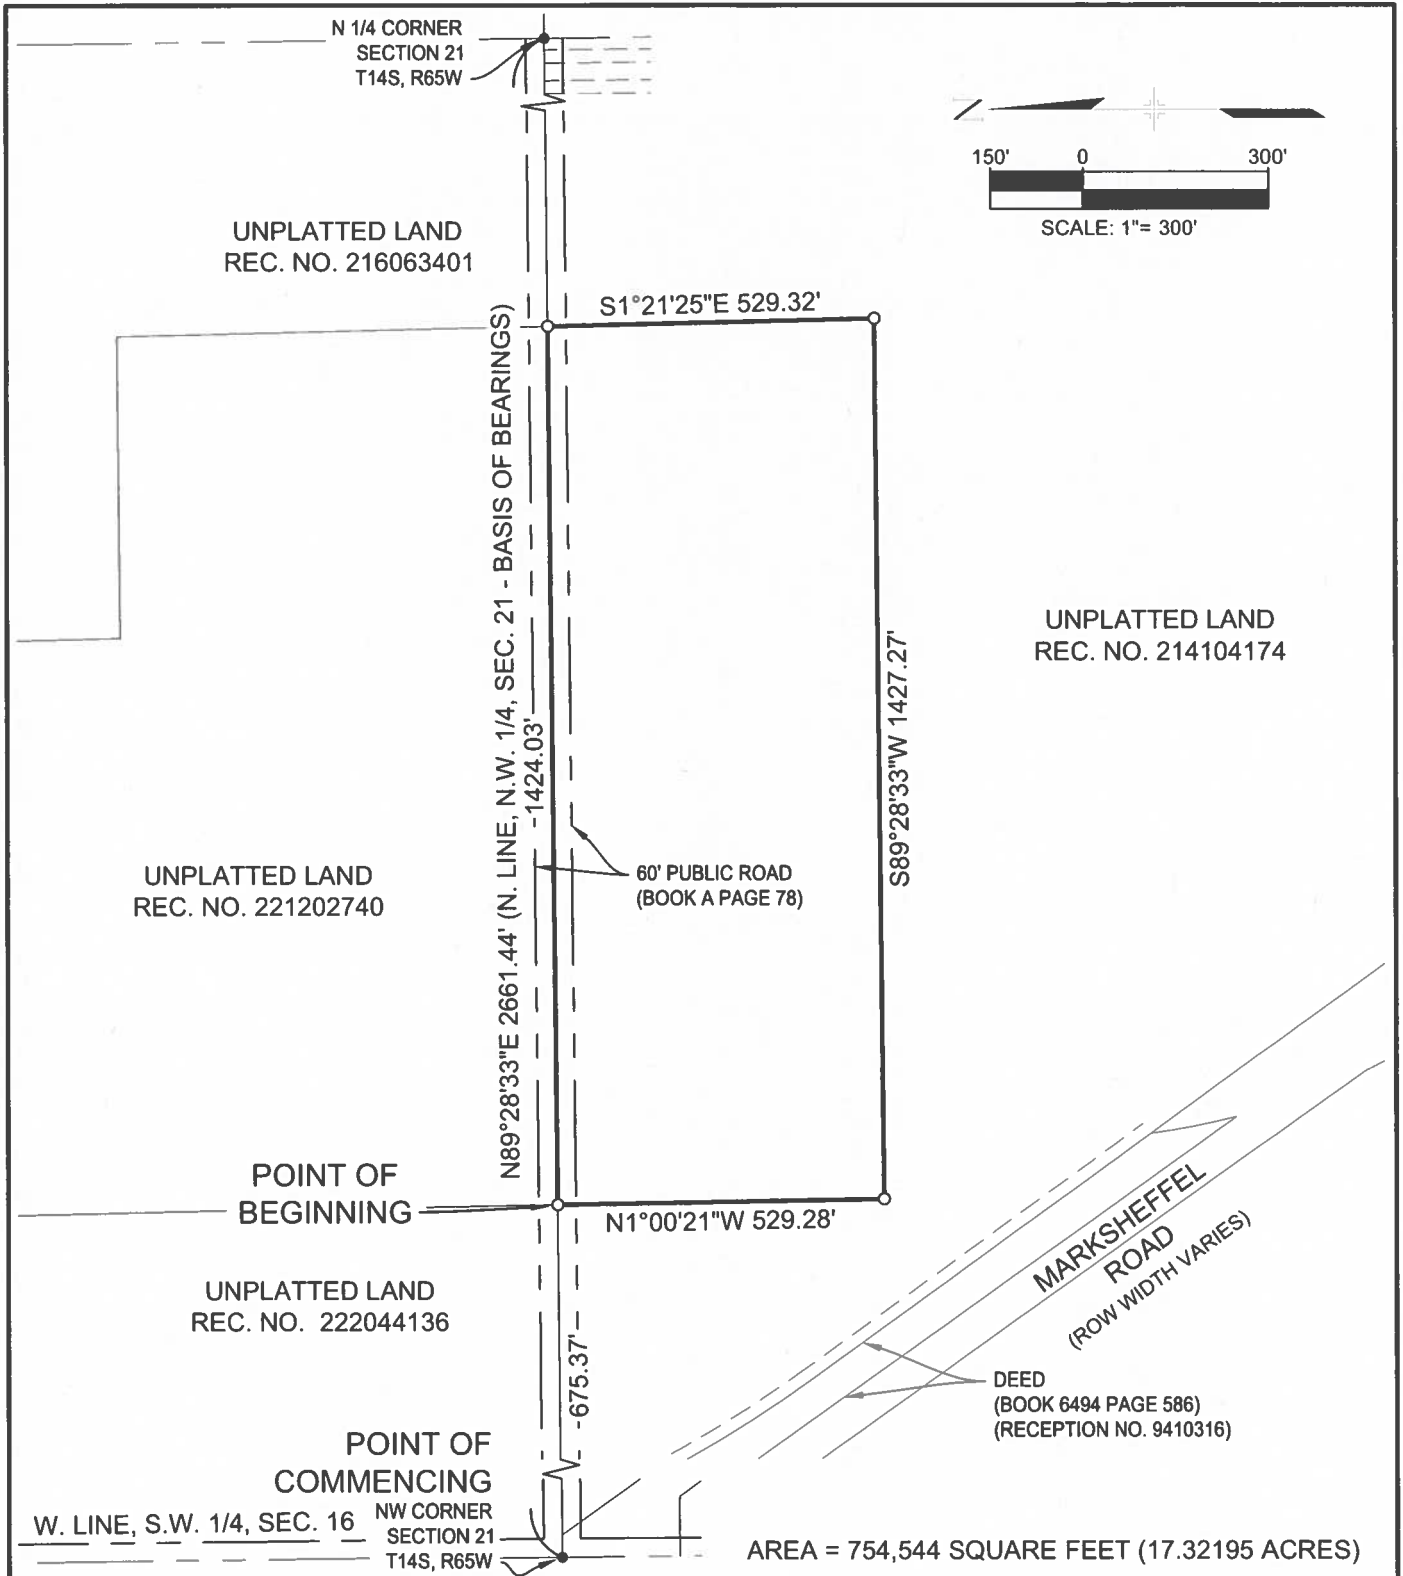 N 1/4 CORNER
SECTION 21
T14S, R65W
N
150' 0 300'
SCALE: 1"= 300'
UNPLATTED LAND
REC. NO. 216063401
S1°21'25"E 529.32'
N89°28'33"E 2661.44' (N. LINE, N.W. 1/4, SEC. 21 - BASIS OF BEARINGS)
1424.03'
UNPLATTED LAND
REC. NO. 214104174
S89°28'33"W 1427.27'
60' PUBLIC ROAD
(BOOK A PAGE 78)
UNPLATTED LAND
REC. NO. 221202740
POINT OF
BEGINNING
N1°00'21"W 529.28'
MARKSHEFFEL
ROAD
(ROW WIDTH VARIES)
UNPLATTED LAND
REC. NO. 222044136
675.37'
DEED
(BOOK 6494 PAGE 586)
(RECEPTION NO. 9410316)
POINT OF
COMMENCING
NW CORNER
SECTION 21
T14S, R65W
W. LINE, S.W. 1/4, SEC. 16
AREA = 754,544 SQUARE FEET (17.32195 ACRES)